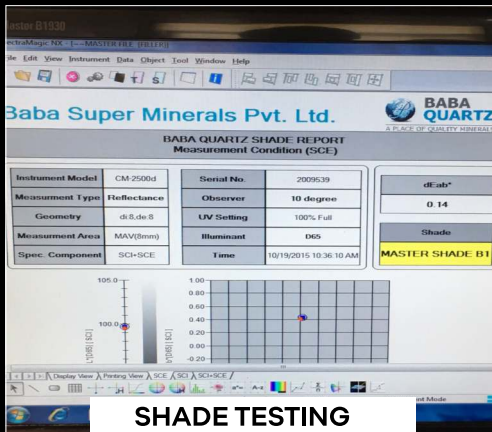 aster B1930
ectraMagic NX - [--MASTER FILE (FILLER)]
ile Edit View Instrument Data Object Tool Window Help
Baba Super Minerals Pvt. Ltd.
BABA
QUARTZ
A PLACE OF QUALITY MINERALS
BABA QUARTZ SHADE REPORT
Measurement Condition (SCE)
Instrument Model CM-2500d Serial No. 2009539 dEab*
Measurment Type Reflectance Observer 10 degree 0.14
Geometry di:8,de:8 UV Setting 100% Full
Measurment Area MAV(8mm) Illuminant D65 Shade
Spec. Component SCI+SCE Time 10/19/2015 10:36:10 AM MASTER SHADE B1
105.0
100.0
1.00
0.80
0.60
0.40
0.20
0.00
-0.20
Display View Printing View SCE SCI SCI+SCE
nt Mode
SHADE TESTING